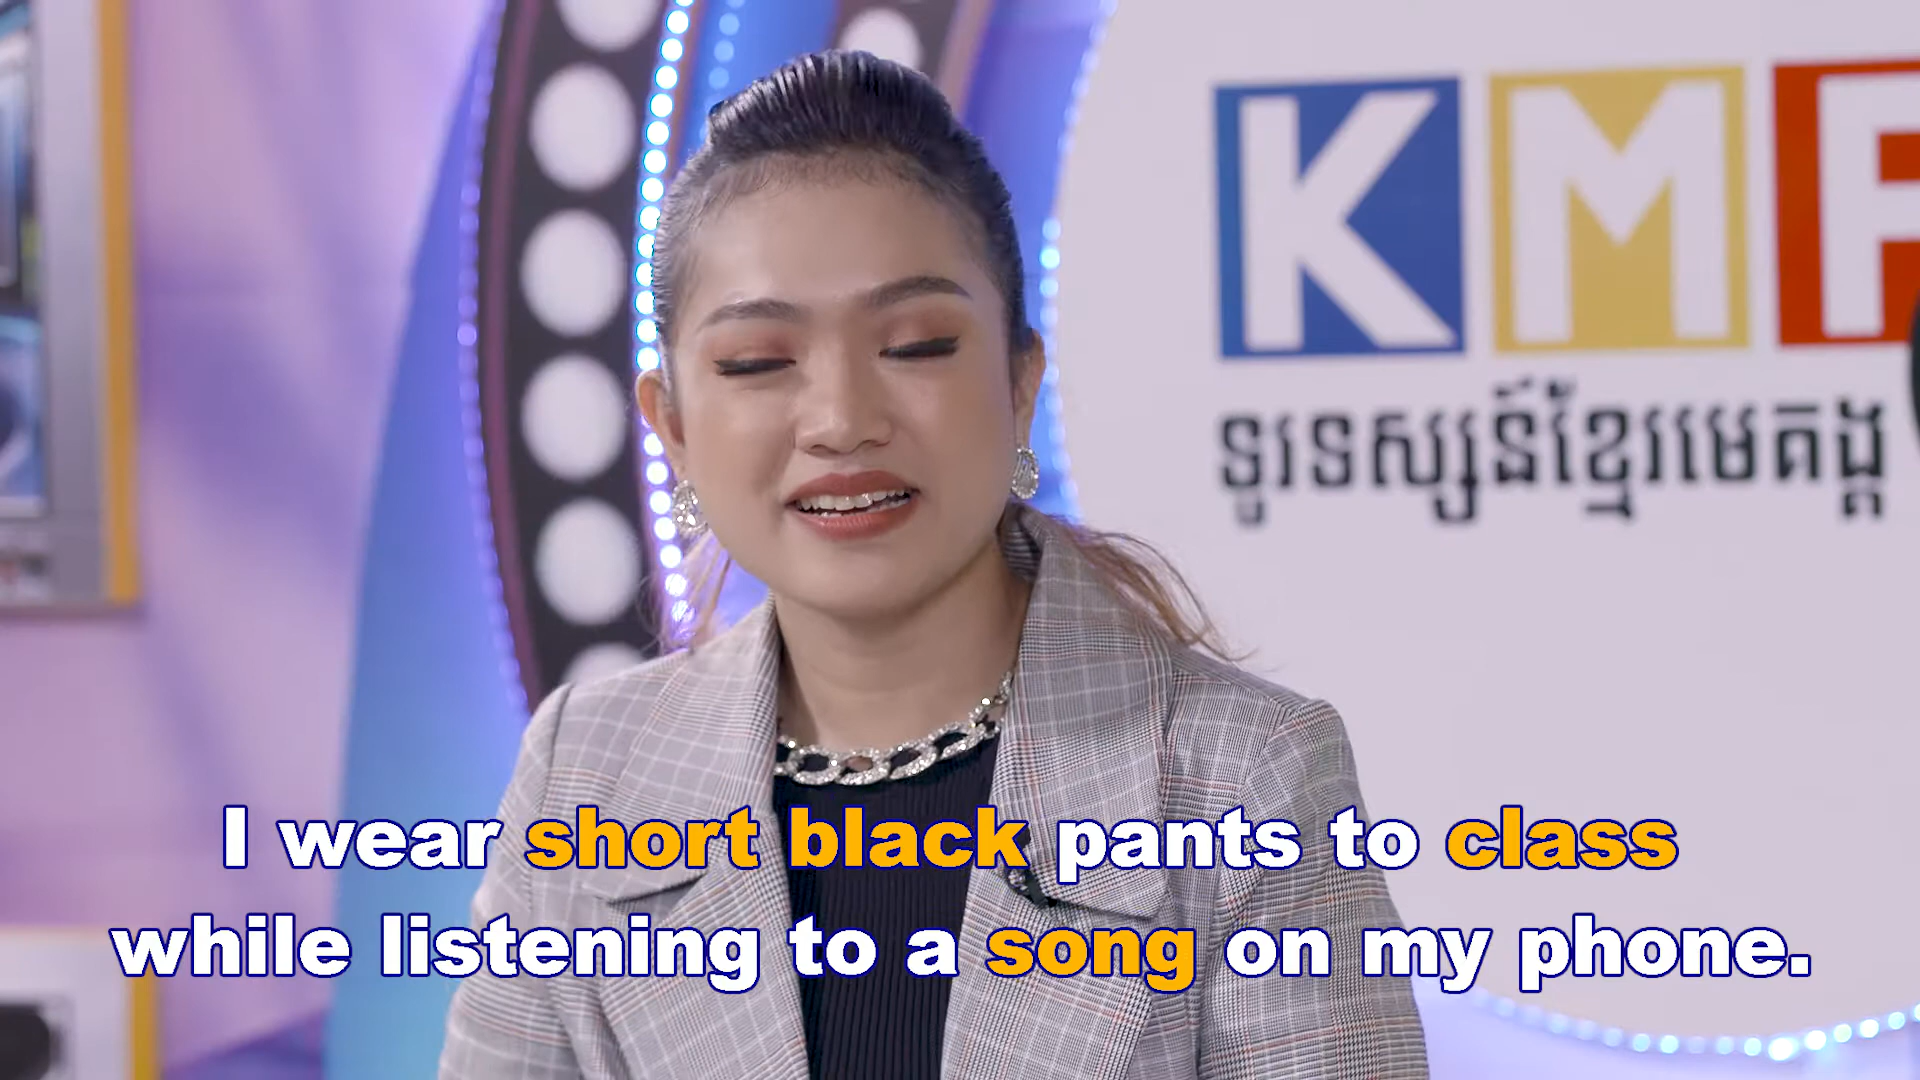 KM
ទូរទស្សន៍ខ្មែរមេគង្គ
I wear short black pants to class
while listening to a song on my phone.